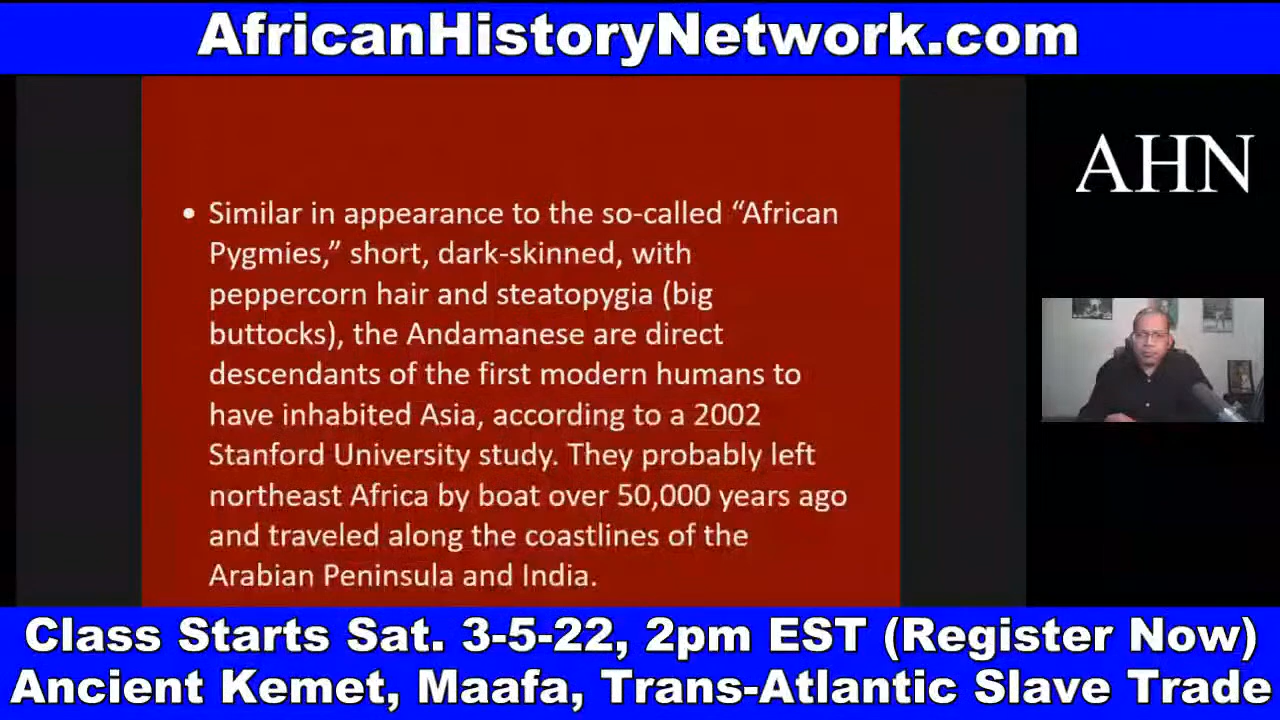 AfricanHistoryNetwork.com
AHN
• Similar in appearance to the so-called “African
Pygmies,” short, dark-skinned, with
peppercorn hair and steatopygia (big
buttocks), the Andamanese are direct
descendants of the first modern humans to
have inhabited Asia, according to a 2002
Stanford University study. They probably left
northeast Africa by boat over 50,000 years ago
and traveled along the coastlines of the
Arabian Peninsula and India.
Class Starts Sat. 3-5-22, 2pm EST (Register Now)
Ancient Kemet, Maafa, Trans-Atlantic Slave Trade